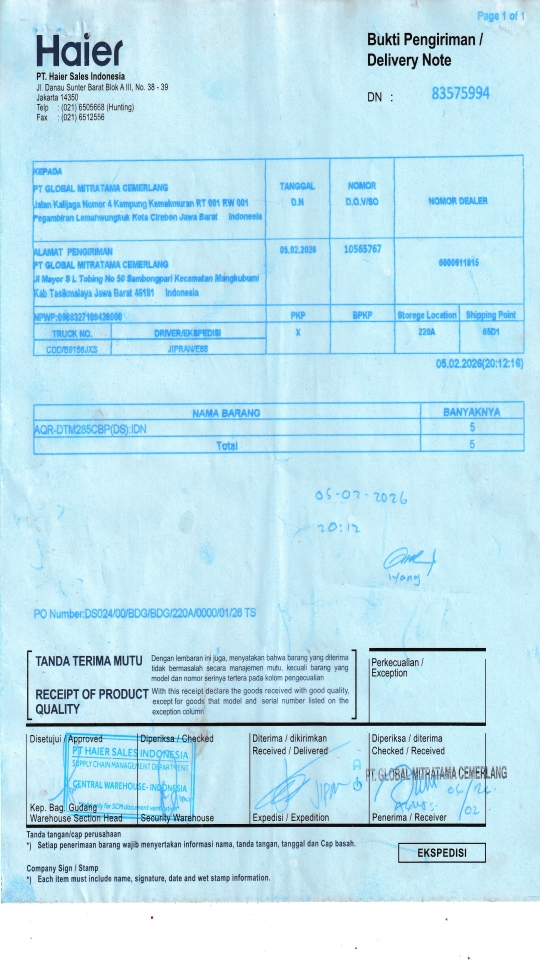 Page 1 of 1
Haier
PT. Haier Sales Indonesia
Jl. Danau Sunter Barat Blok A III, No. 38 - 39
Jakarta 14350
Telp : (021) 6505668 (Hunting)
Fax : (021) 6512556
Bukti Pengiriman /
Delivery Note
DN : 83575994
KEPADA
PT GLOBAL MITRATAMA CEMERLANG
Jalan Kalijaga Nomor 4 Kampung Kemakmuran RT 001 RW 001
Pegambiran Lemahwungkuk Kota Cirebon Jawa Barat Indonesia
TANGGAL
D.N
NOMOR
D.O.V/SO
NOMOR DEALER
ALAMAT PENGIRIMAN
PT GLOBAL MITRATAMA CEMERLANG
Jl Mayor S L Tobing No 50 Sambongpari Kecamatan Mangkubumi
Kab Tasikmalaya Jawa Barat 46181 Indonesia
05.02.2026
10555767
PKP
BPKP
Storege Location
Shipping Point
TRUCK NO.
DRIVER/EKSPEDISI
X
220A
JIPRAN/E68
05.02.2026(20:12:16)
NAMA BARANG
BANYAKNYA
AQR-DTM285CBP(DS):IDN
5
Total
5
05-02-2026
20:12
iyang
PO Number:DS024/00/BDG/BDG/220A/0000/01/26 TS
TANDA TERIMA MUTU
Dengan lembaran ini juga, menyatakan bahwa barang yang diterima
tidak bermasalah secara manajemen mutu, kecuali barang yang
model dan nomor serinya tertera pada kolom pengecualian
RECEIPT OF PRODUCT
QUALITY
With this receipt declare the goods received with good quality,
except for goods that model and serial number listed on the
exception column
Perkecualian /
Exception
Disetujui / Approved
Diperiksa / Checked
Diterima / dikirimkan
Received / Delivered
Diperiksa / diterima
Checked / Received
PT HAIER SALES INDONESIA
SUPPLY CHAIN MANAGEMENT DEPARTMENT
CENTRAL WAREHOUSE- INDONESIA
only for SCM document
PT. GLOBAL MITRATAMA CEMERLANG
Kep. Bag. Gudang
Warehouse Section Head
Security Warehouse
Expedisi / Expedition
Penerima / Receiver
Tanda tangan/cap perusahaan
*) Setiap penerimaan barang wajib menyertakan informasi nama, tanda tangan, tanggal dan Cap basah.
EKSPEDISI
Company Sign / Stamp
*) Each item must include name, signature, date and wet stamp information.